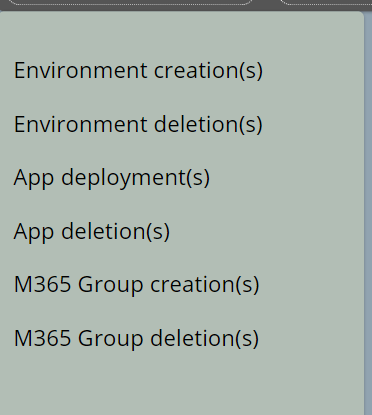 Environment creation(s)
Environment deletion(s)
App deployment(s)
App deletion(s)
M365 Group creation(s)
M365 Group deletion(s)